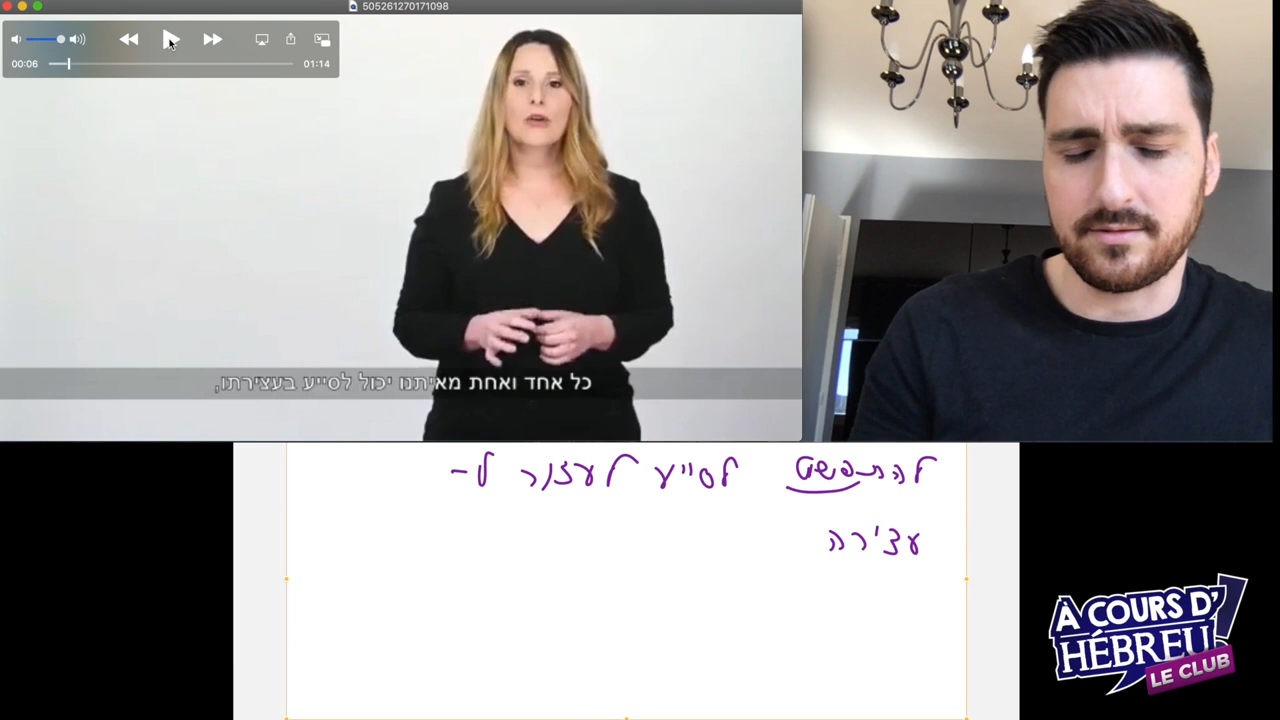 505261270171098
00:06
01:14
כל אחד ואחת מאיתנו יכול לסייע בעצירתו,
להתפשט לסייע לעזור ל-
עצירה
À COURS D'
HÉBREU
LE CLUB